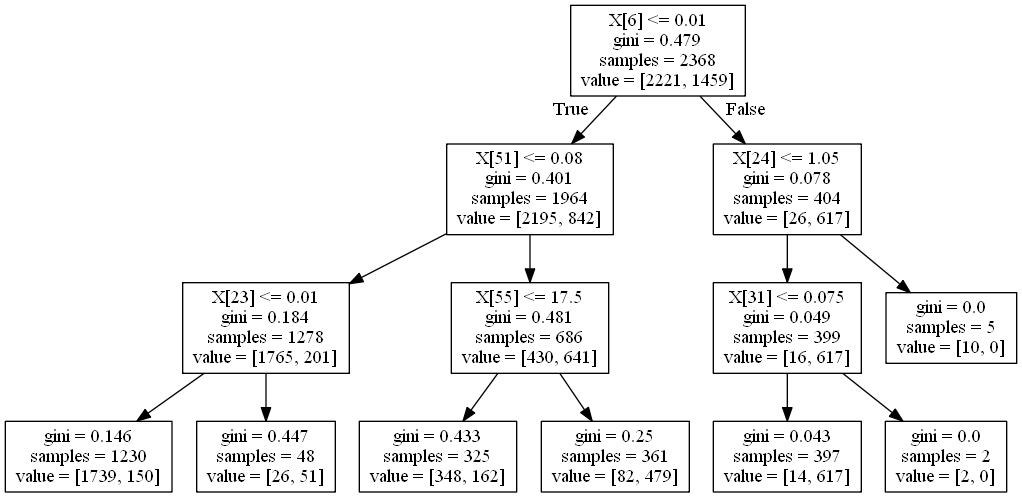 X[6] <= 0.01
gini = 0.479
samples = 2368
value = [2221, 1459]
True
False
X[51] <= 0.08
gini = 0.401
samples = 1964
value = [2195, 842]
X[24] <= 1.05
gini = 0.078
samples = 404
value = [26, 617]
X[23] <= 0.01
gini = 0.184
samples = 1278
value = [1765, 201]
X[55] <= 17.5
gini = 0.481
samples = 686
value = [430, 641]
X[31] <= 0.075
gini = 0.049
samples = 399
value = [16, 617]
gini = 0.0
samples = 5
value = [10, 0]
gini = 0.146
samples = 1230
value = [1739, 150]
gini = 0.447
samples = 48
value = [26, 51]
gini = 0.433
samples = 325
value = [348, 162]
gini = 0.25
samples = 361
value = [82, 479]
gini = 0.043
samples = 397
value = [14, 617]
gini = 0.0
samples = 2
value = [2, 0]